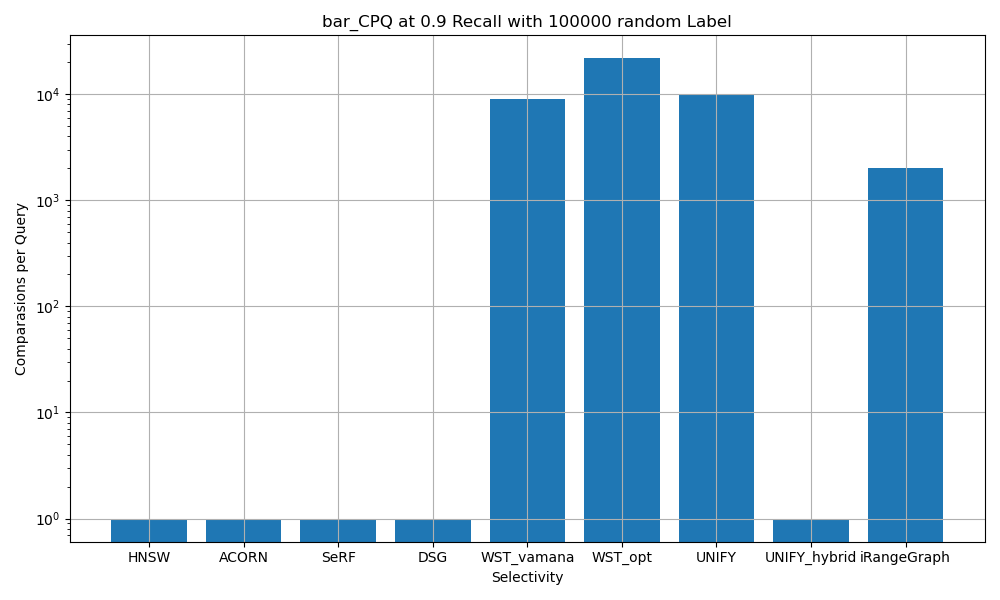 bar_CPQ at 0.9 Recall with 100000 random Label
Comparasions per Query
10^4
10^3
10^2
10^1
10^0
HNSW ACORN SeRF DSG WST_vamana WST_opt UNIFY UNIFY_hybrid iRangeGraph
Selectivity